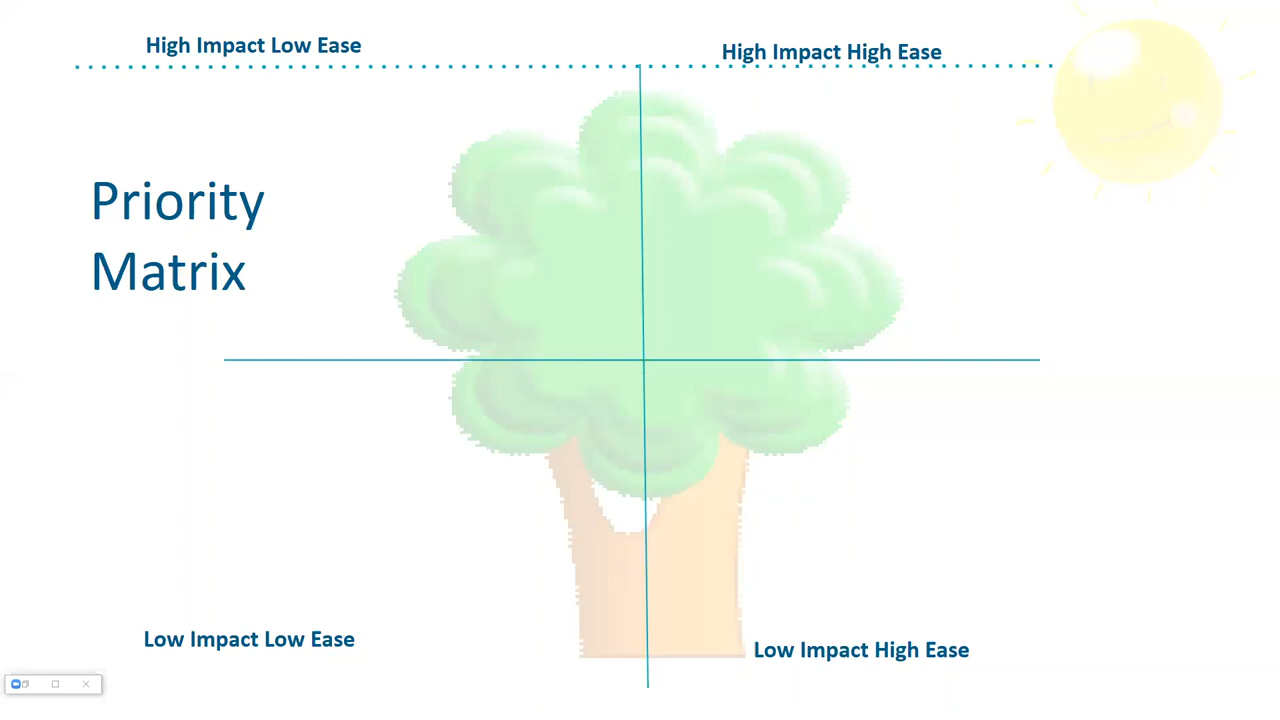 High Impact Low Ease
High Impact High Ease
Priority
Matrix
Low Impact Low Ease
Low Impact High Ease